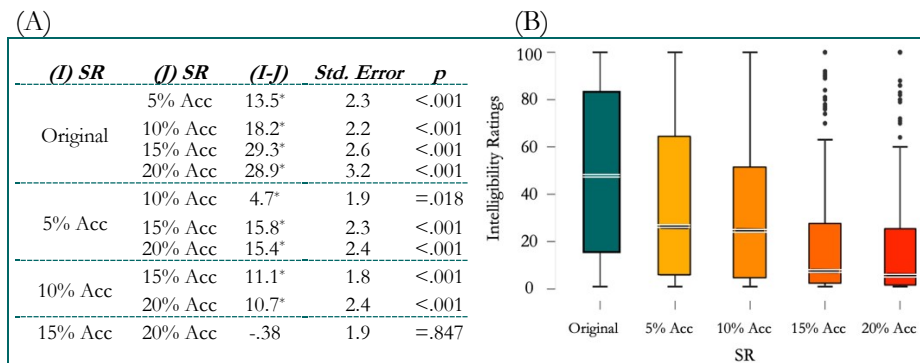 (A)
(I) SR (J) SR (I-J) Std. Error p
Original 5% Acc 13.5* 2.3 <.001
10% Acc 18.2* 2.2 <.001
15% Acc 29.3* 2.6 <.001
20% Acc 28.9* 3.2 <.001
5% Acc 10% Acc 4.7* 1.9 =.018
15% Acc 15.8* 2.3 <.001
20% Acc 15.4* 2.4 <.001
10% Acc 15% Acc 11.1* 1.8 <.001
20% Acc 10.7* 2.4 <.001
15% Acc 20% Acc -.38 1.9 =.847
(B)
Intelligibility Ratings
100
80
60
40
20
0
Original 5% Acc 10% Acc 15% Acc 20% Acc
SR